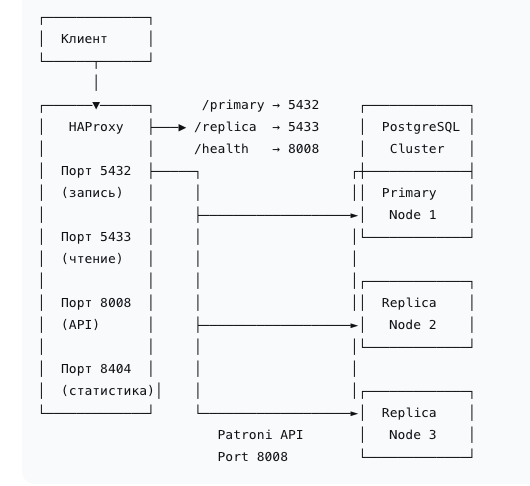 Клиент
/primary → 5432
HAProxy /replica → 5433 PostgreSQL
/health → 8008 Cluster
Порт 5432
(запись) Primary
Node 1
Порт 5433
(чтение)
Порт 8008 Replica
(API) Node 2
Порт 8404
(статистика)
Replica
Patroni API Node 3
Port 8008